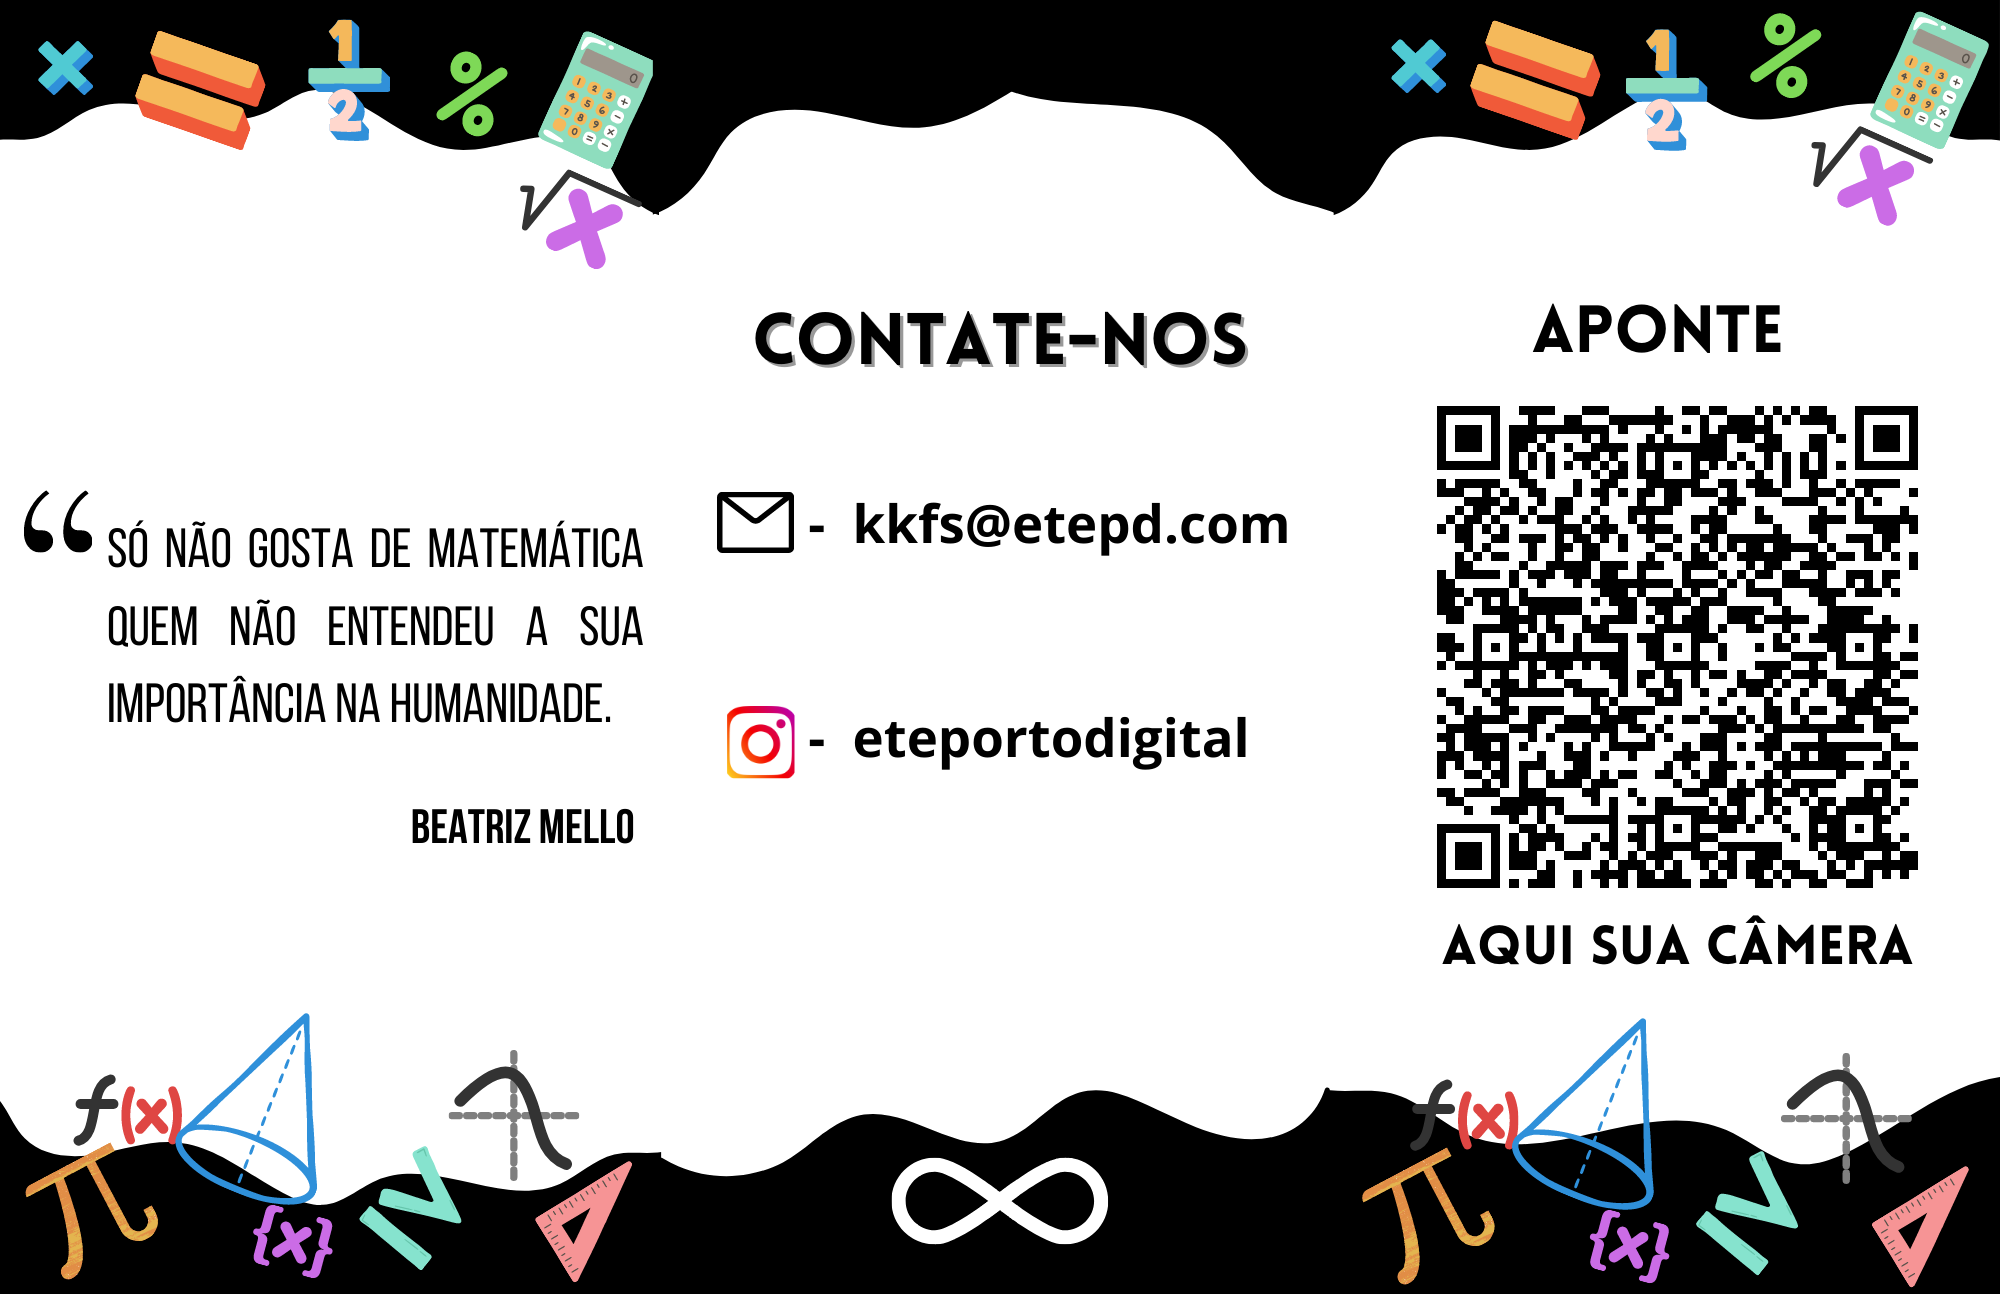 “ SÓ NÃO GOSTA DE MATEMÁTICA
QUEM NÃO ENTENDEU A SUA
IMPORTÂNCIA NA HUMANIDADE.
BEATRIZ MELLO
CONTATE-NOS
- kkfs@etepd.com
- eteportodigital
APONTE
AQUI SUA CÂMERA